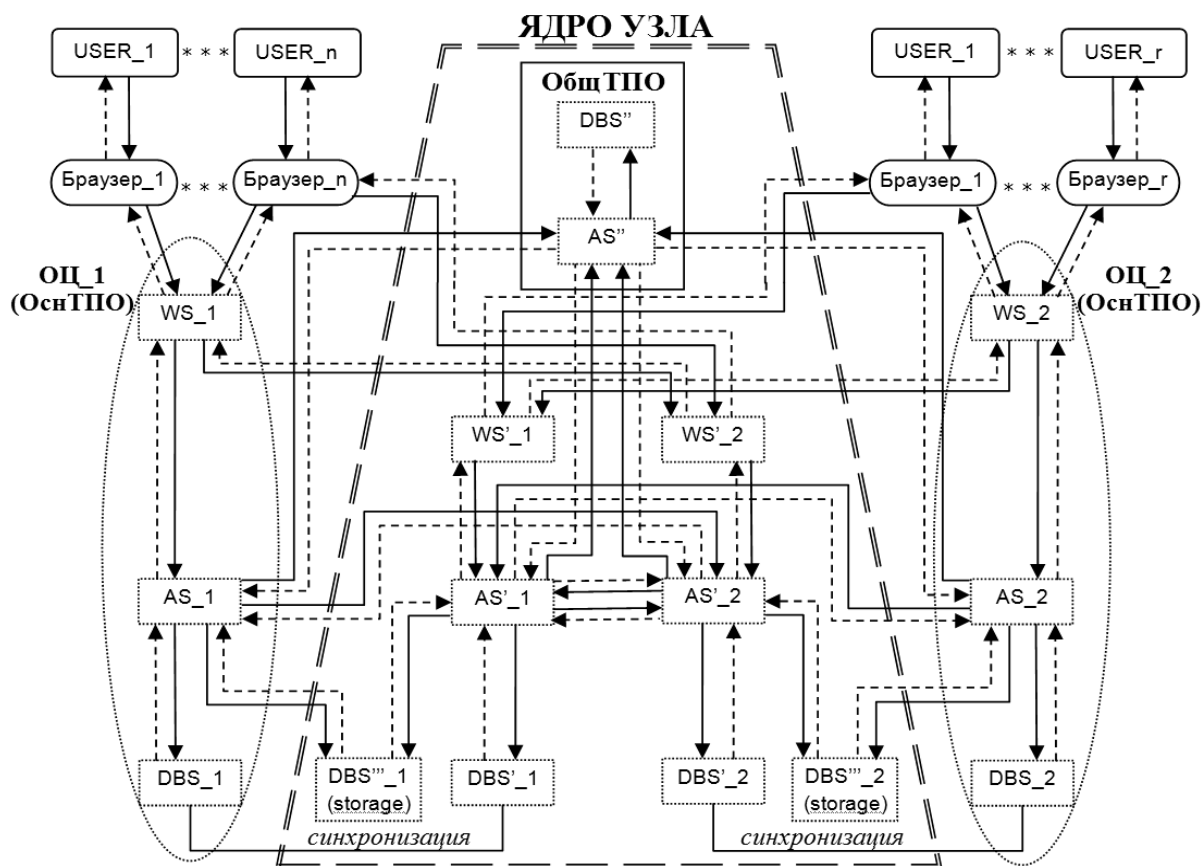 ЯДРО УЗЛА
USER_1 * * * USER_n
USER_1 * * * USER_r
ОбщТПО
DBS”
Браузер_1 * * * Браузер_n
Браузер_1 * * * Браузер_r
AS”
ОЦ_1
(ОснТПО)
ОЦ_2
(ОснТПО)
WS_1
WS_2
WS’_1
WS’_2
AS_1
AS’_1
AS’_2
AS_2
DBS_1
DBS”’_1
(storage)
DBS’_1
DBS’_2
DBS”’_2
(storage)
DBS_2
синхронизация
синхронизация